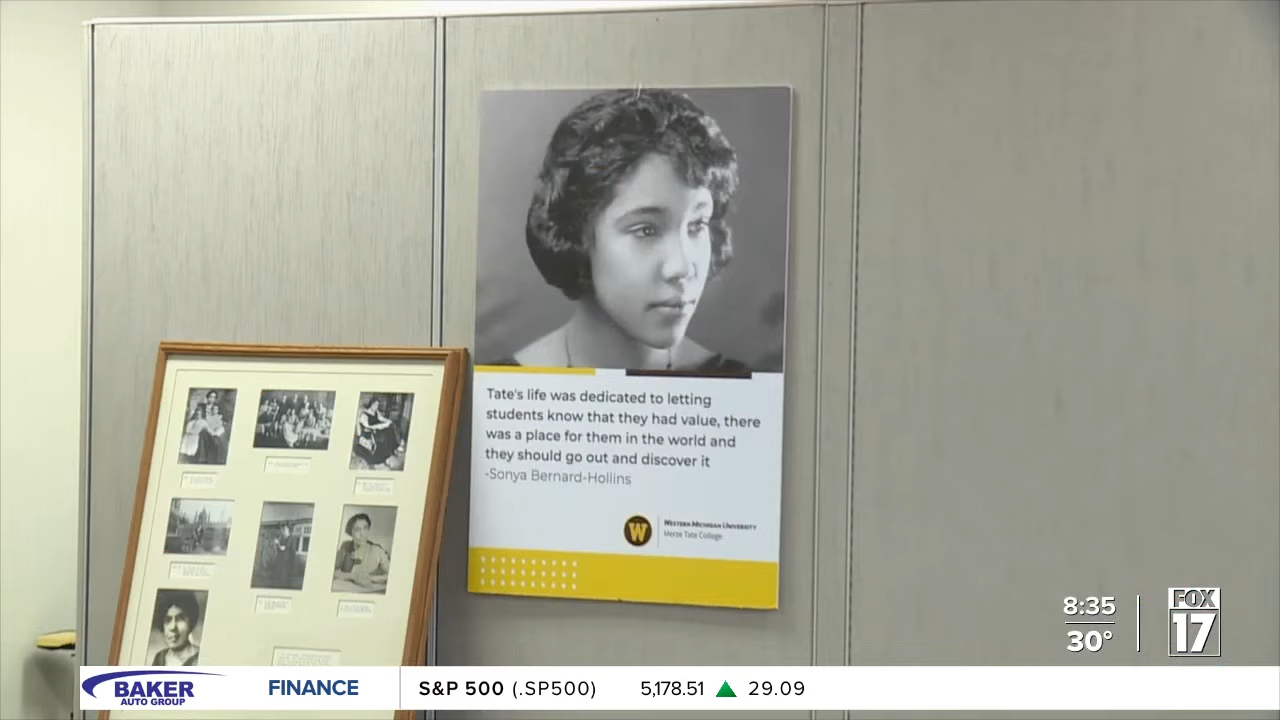 Tate's life was dedicated to letting
students know that they had value, there
was a place for them in the world and
they should go out and discover it
-Sonya Bernard-Hollins
W
WESTERN MICHIGAN UNIVERSITY
Merze Tate College
8:35
30°
FOX
17
BAKER
AUTO GROUP
FINANCE
S&P 500 (.SP500)
5,178.51
29.09